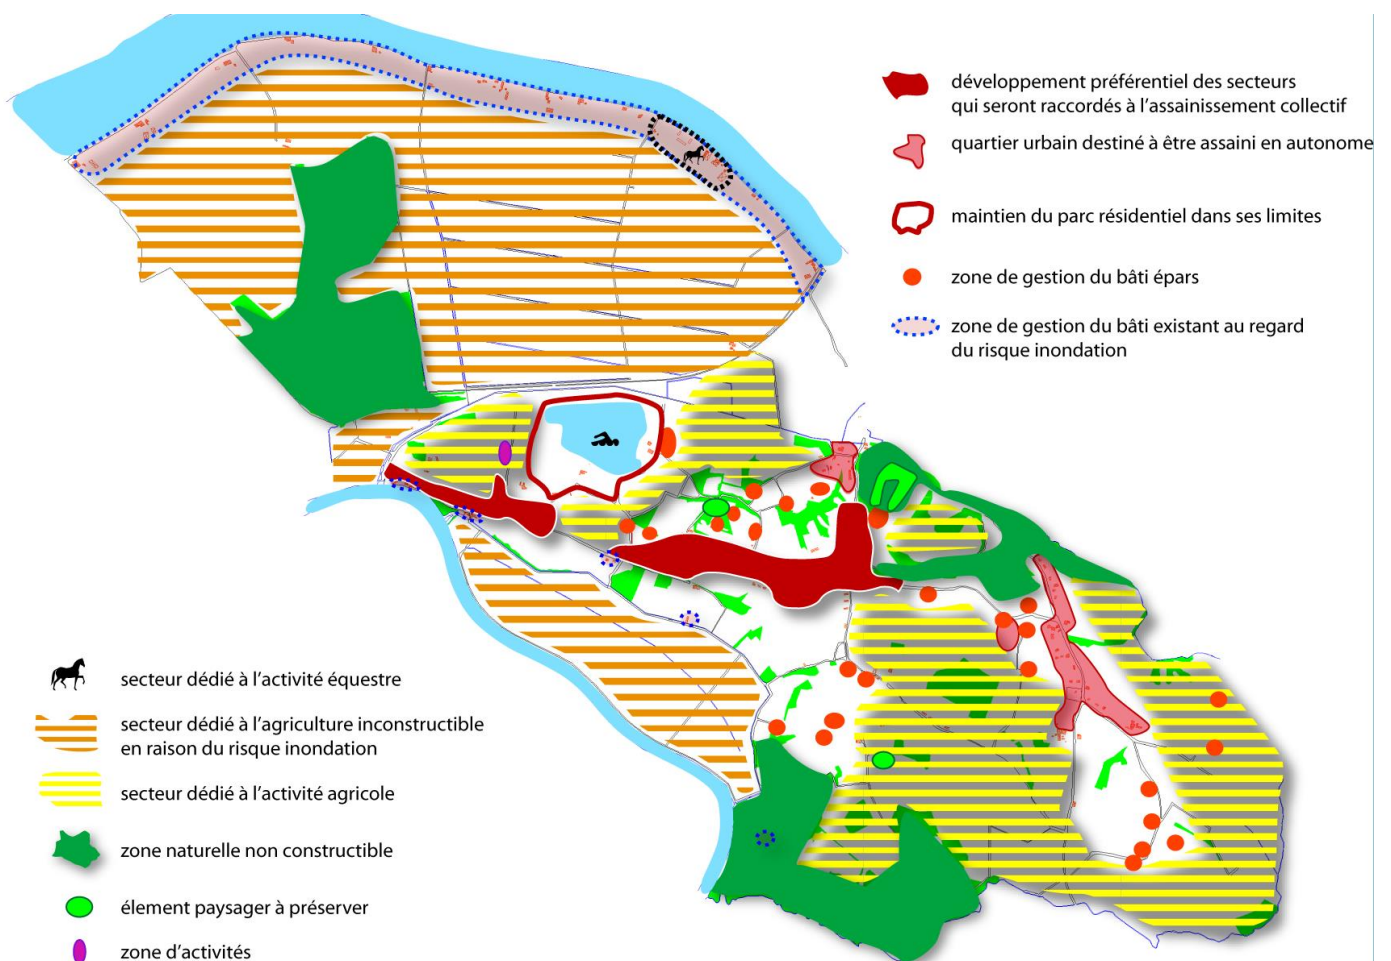 développement préférentiel des secteurs
qui seront raccordés à l'assainissement collectif
quartier urbain destiné à être assaini en autonome
maintien du parc résidentiel dans ses limites
zone de gestion du bâti épars
zone de gestion du bâti existant au regard
du risque inondation
secteur dédié à l'activité équestre
secteur dédié à l'agriculture inconstructible
en raison du risque inondation
secteur dédié à l'activité agricole
zone naturelle non constructible
élement paysager à préserver
zone d'activités